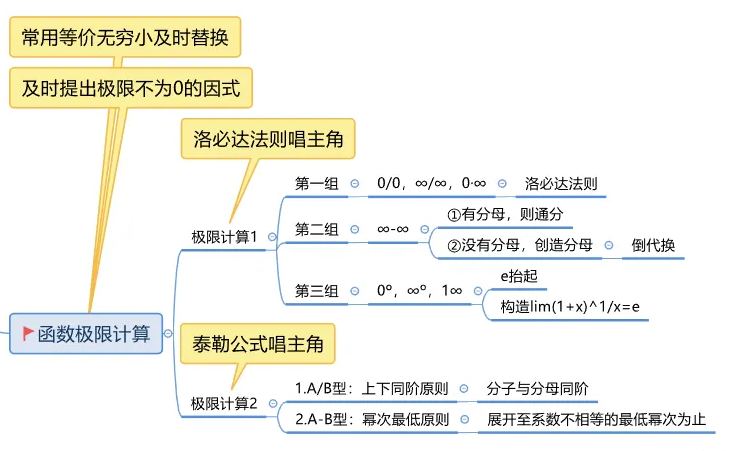 常用等价无穷小及时替换
及时提出极限不为0的因式
洛必达法则唱主角
第一组
0/0，∞/∞，0·∞
洛必达法则
第二组
∞-∞
①有分母，则通分
②没有分母，创造分母
倒代换
极限计算1
第三组
0º，∞º，1∞
e抬起
构造lim(1+x)^1/x=e
函数极限计算
泰勒公式唱主角
极限计算2
1.A/B型：上下同阶原则
分子与分母同阶
2.A-B型：幂次最低原则
展开至系数不相等的最低幂次为止